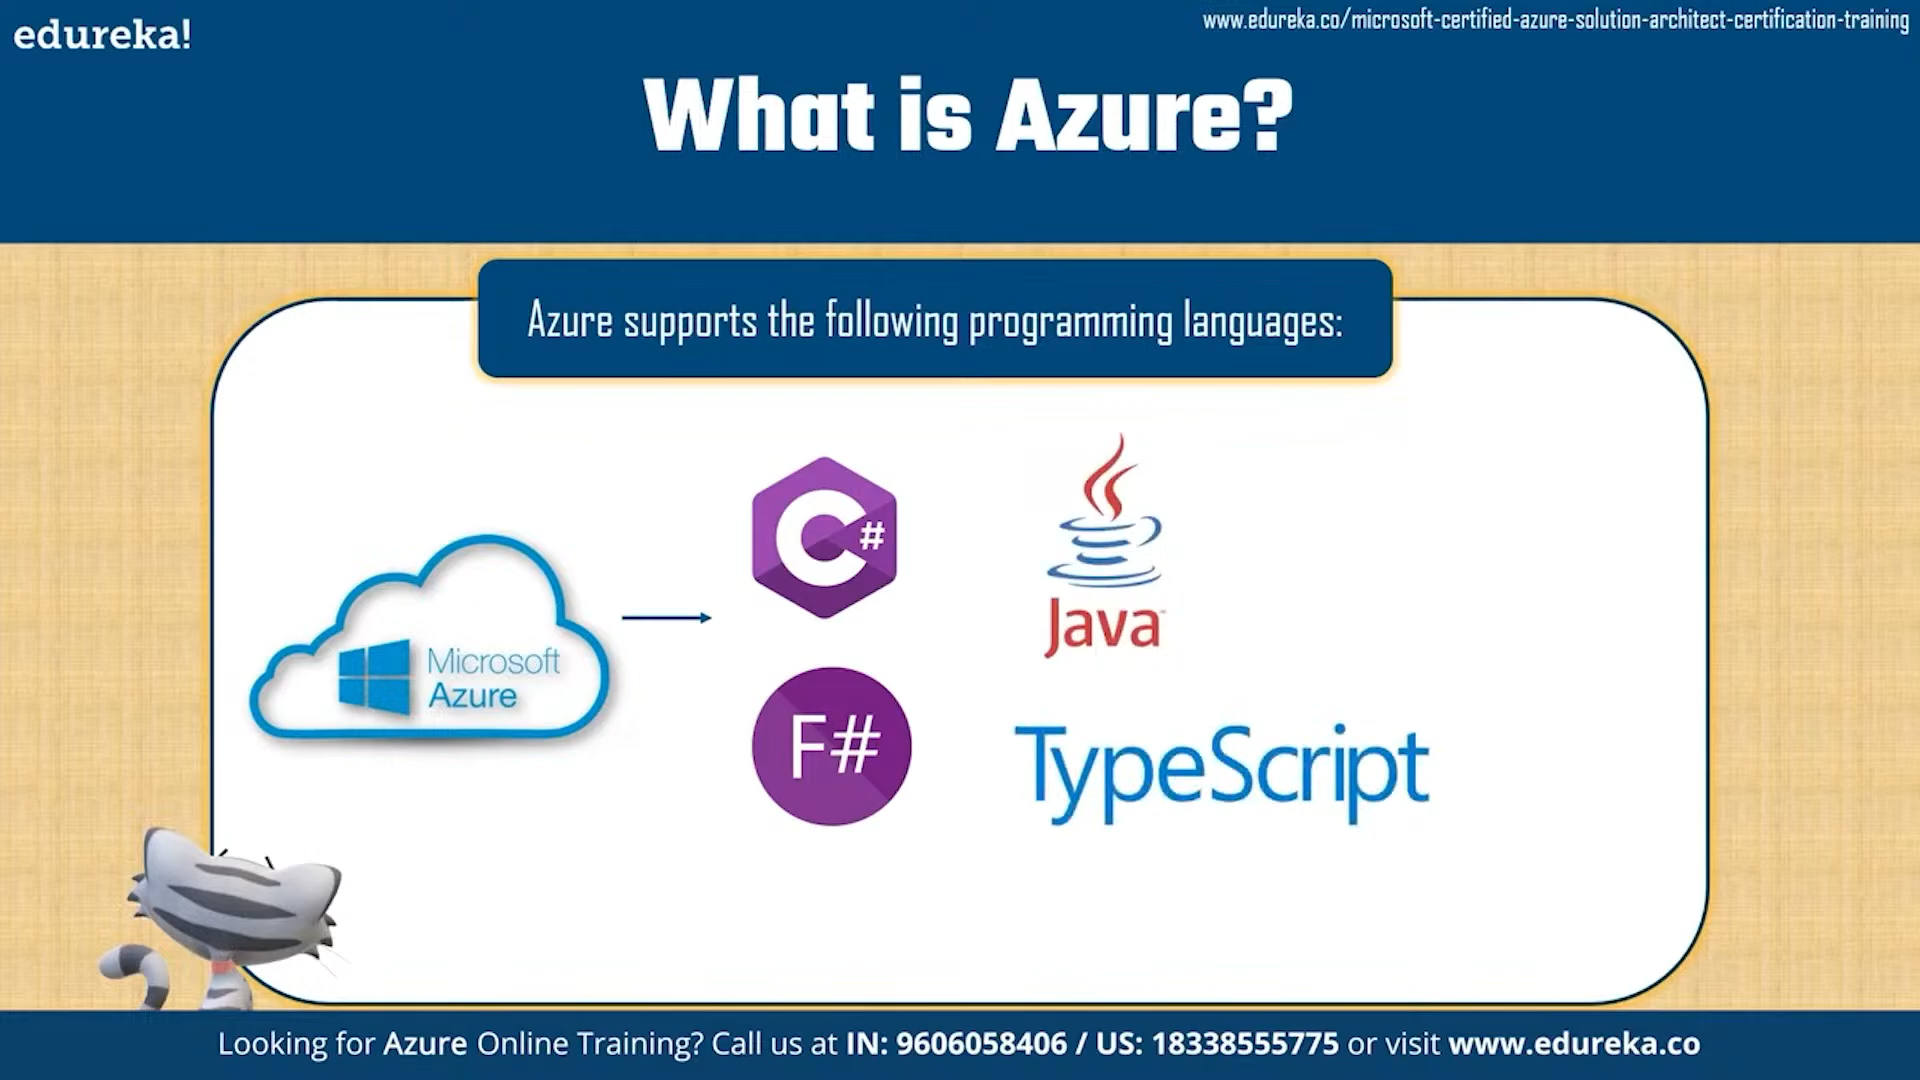 edureka!
www.edureka.co/microsoft-certified-azure-solution-architect-certification-training
What is Azure?
Azure supports the following programming languages:
Microsoft
Azure
C#
Java
F#
TypeScript
Looking for Azure Online Training? Call us at IN: 9606058406 / US: 18338555775 or visit www.edureka.co